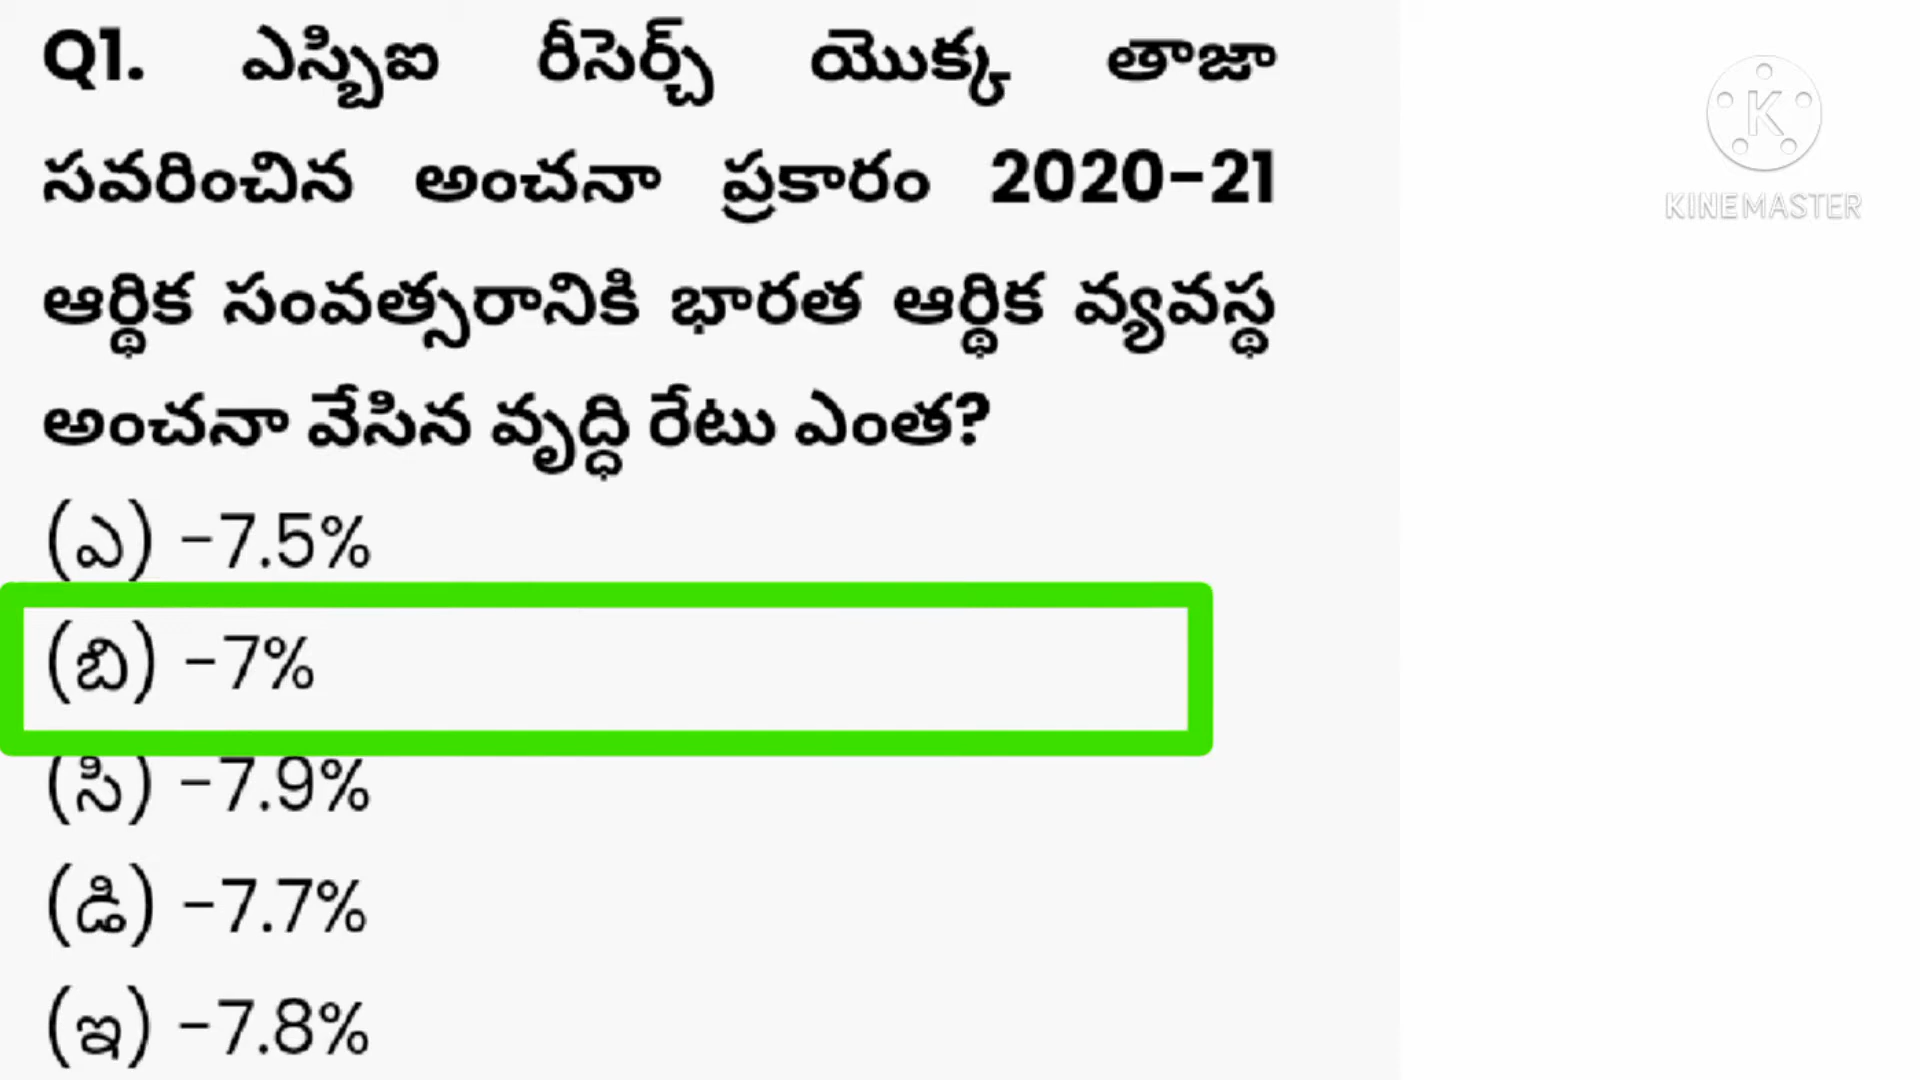 Q1. ఎస్బిఐ రీసెర్చ్ యొక్క తాజా
సవరించిన అంచనా ప్రకారం 2020-21
ఆర్థిక సంవత్సరానికి భారత ఆర్థిక వ్యవస్థ
అంచనా వేసిన వృద్ధి రేటు ఎంత?
(ఎ) -7.5%
(బి) -7%
(సి) -7.9%
(డి) -7.7%
(ఇ) -7.8%
K
KINEMASTER